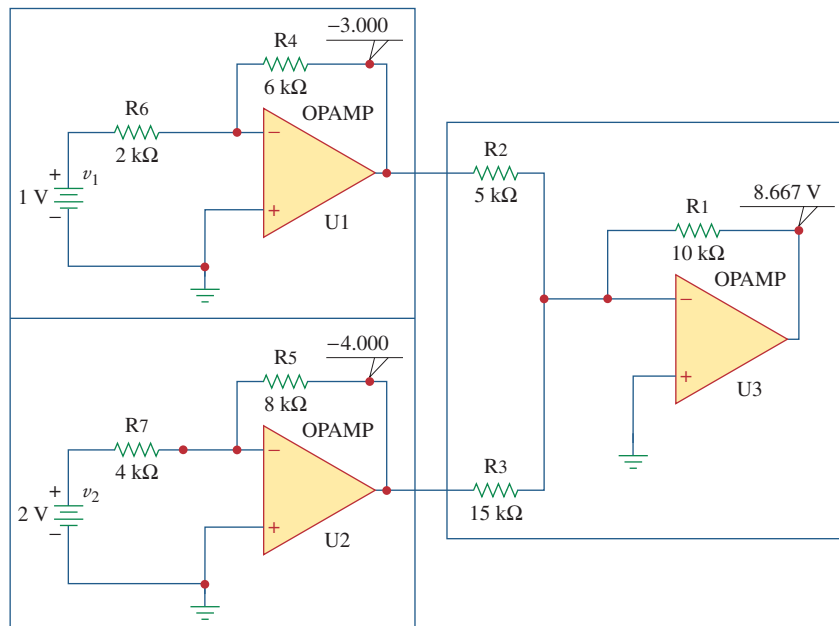 −3.000
R4
6 kΩ
OPAMP
R6
2 kΩ
−
+
v1
1 V
−
+
U1
R2
5 kΩ
8.667 V
R1
10 kΩ
OPAMP
−
+
U3
−4.000
R5
8 kΩ
OPAMP
R7
4 kΩ
−
+
v2
2 V
−
+
U2
R3
15 kΩ